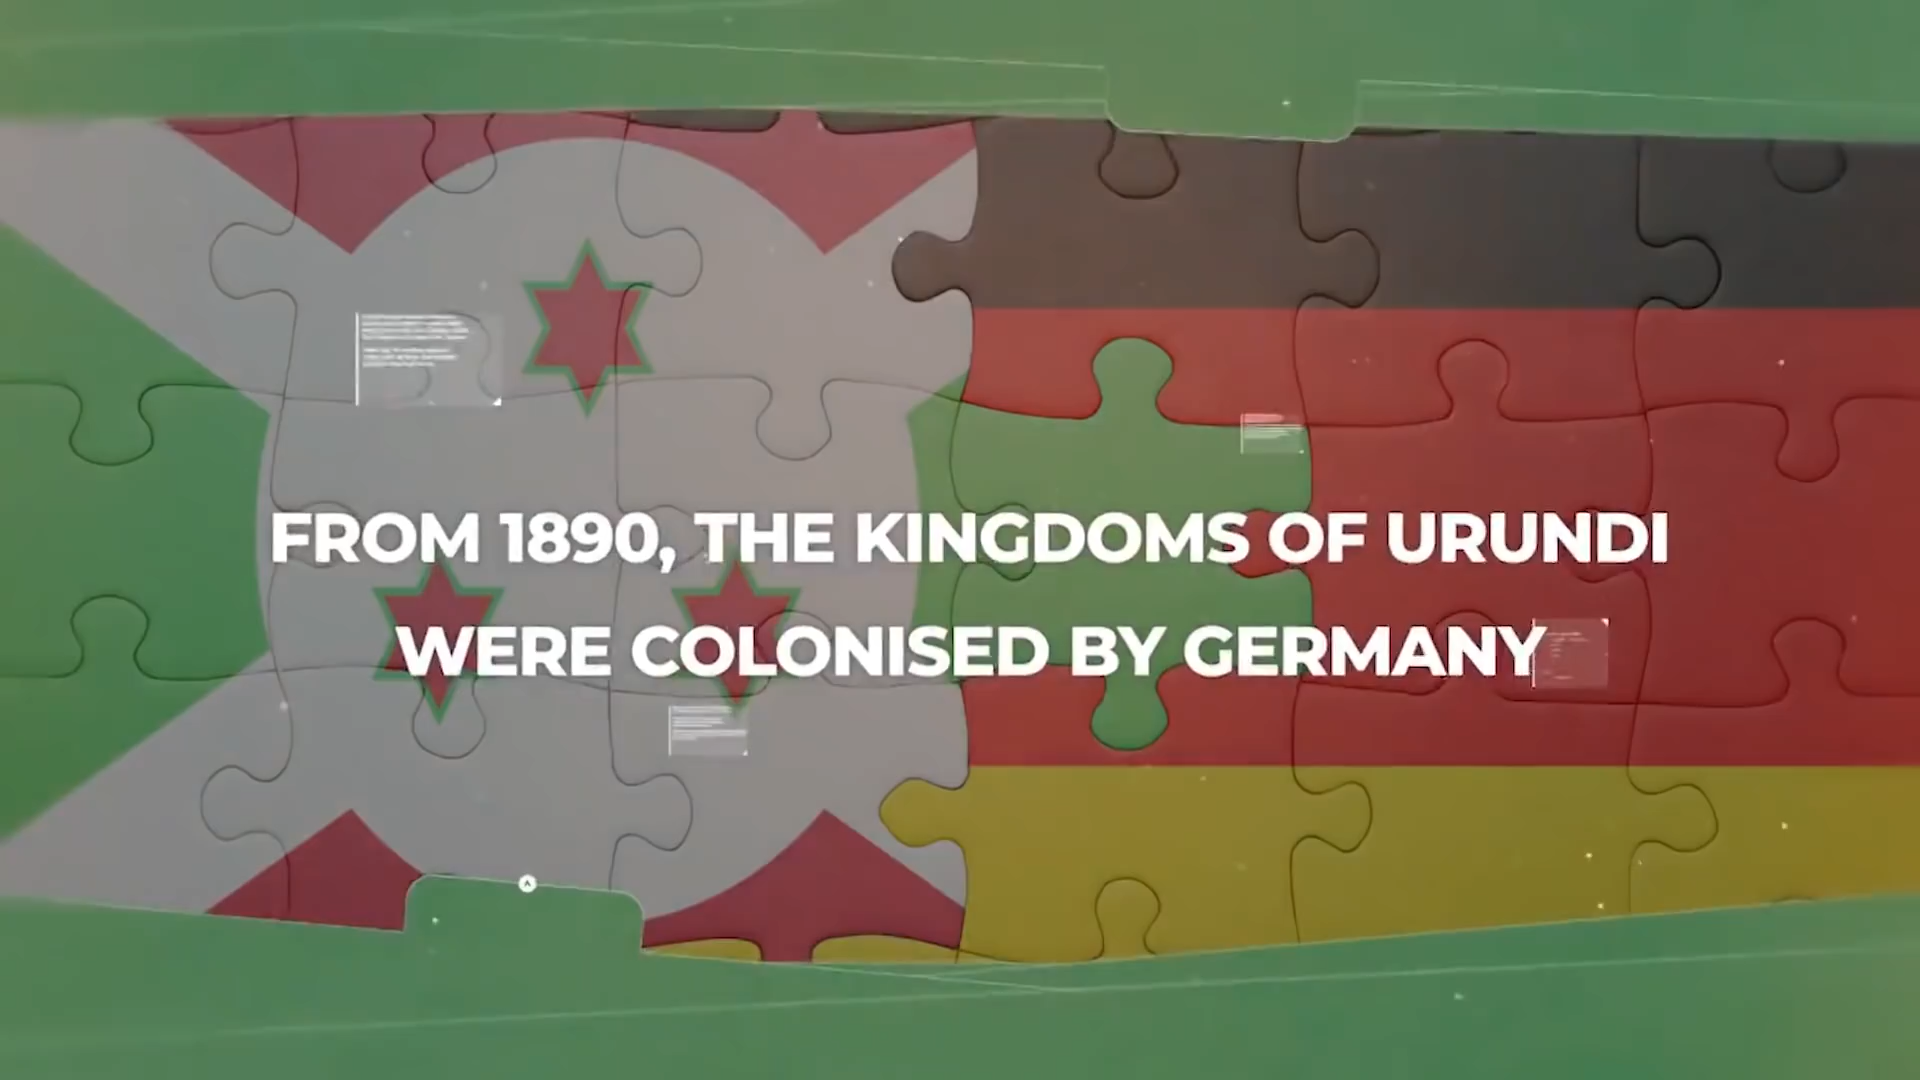 FROM 1890, THE KINGDOMS OF URUNDI
WERE COLONISED BY GERMANY